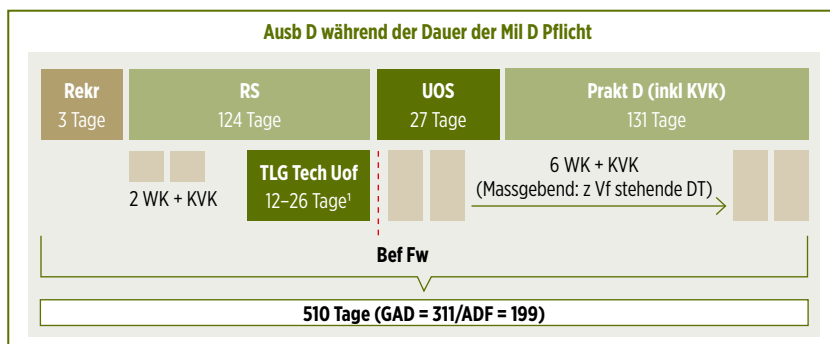 Ausb D während der Dauer der Mil D Pflicht
Rekr
3 Tage
RS
124 Tage
UOS
27 Tage
Prakt D (inkl KVK)
131 Tage
2 WK + KVK
TLG Tech Uof
12–26 Tage¹
6 WK + KVK
(Massgebend: z Vf stehende DT)
Bef Fw
510 Tage (GAD = 311/ADF = 199)